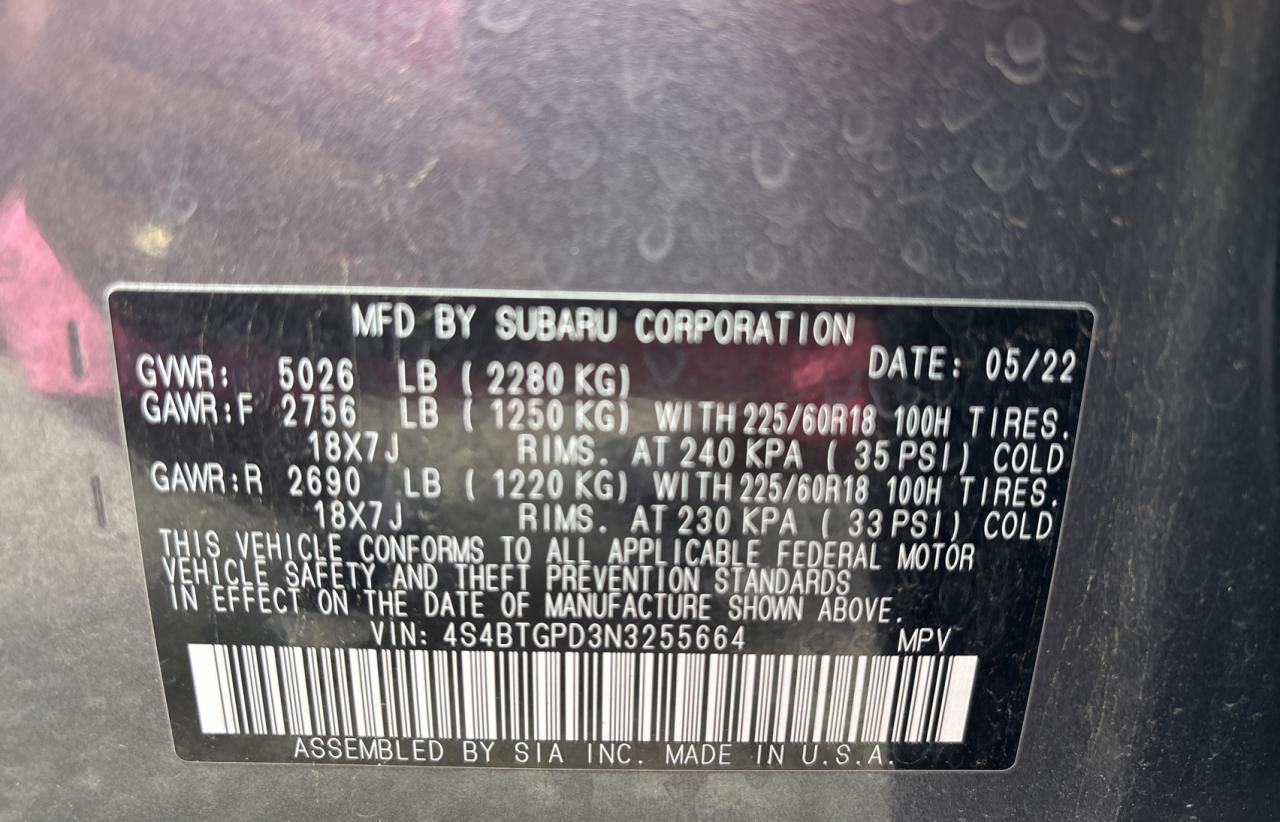 MFD BY SUBARU CORPORATION
DATE: 05/22
GVWR: 5026 LB ( 2280 KG)
GAWR:F 2756 LB ( 1250 KG) WITH 225/60R18 100H TIRES.
18X7J RIMS. AT 240 KPA ( 35 PSI) COLD
GAWR:R 2690 LB ( 1220 KG) WITH 225/60R18 100H TIRES.
18X7J RIMS. AT 230 KPA ( 33 PSI) COLD
THIS VEHICLE CONFORMS TO ALL APPLICABLE FEDERAL MOTOR
VEHICLE SAFETY AND THEFT PREVENTION STANDARDS
IN EFFECT ON THE DATE OF MANUFACTURE SHOWN ABOVE.
VIN: 4S4BTGPD3N3255664 MPV
ASSEMBLED BY SIA INC. MADE IN U.S.A.